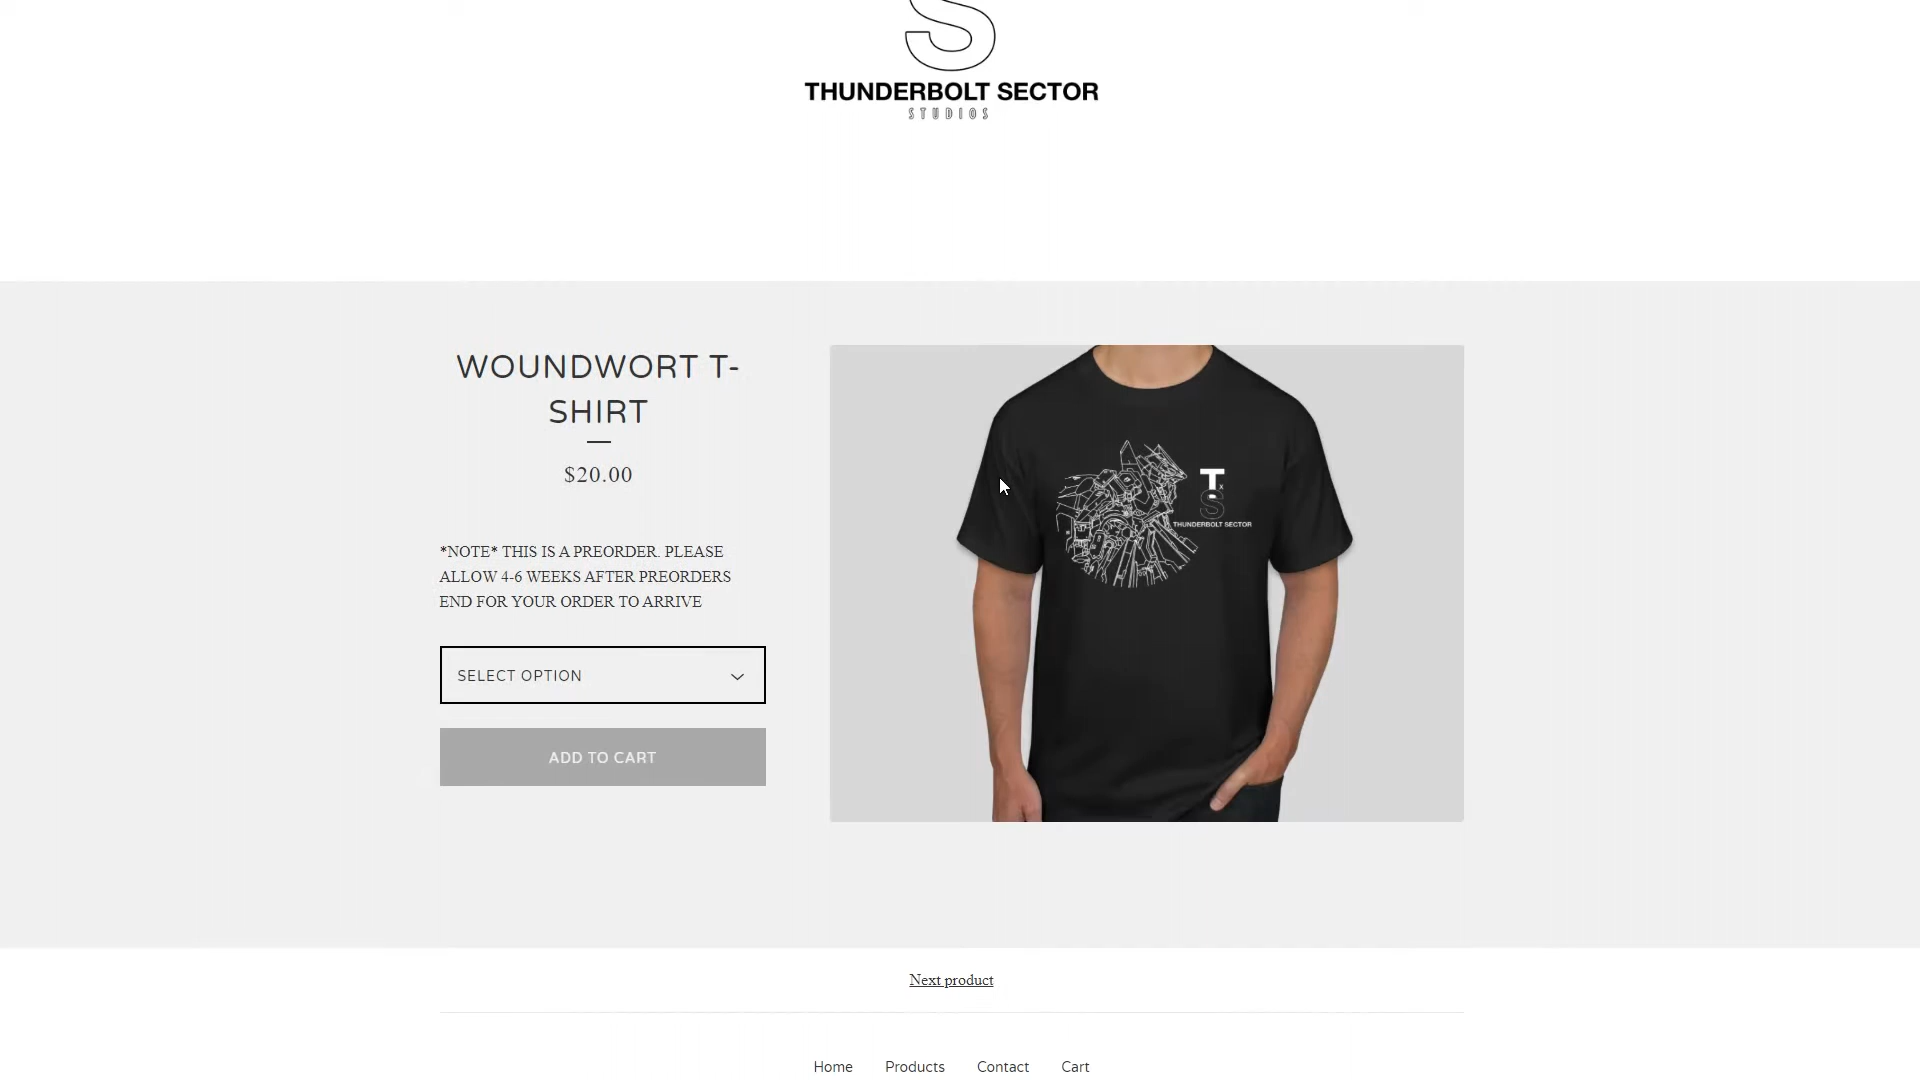 S
THUNDERBOLT SECTOR
STUDIOS
WOUNDWORT T-
SHIRT
$20.00
*NOTE* THIS IS A PREORDER. PLEASE
ALLOW 4-6 WEEKS AFTER PREORDERS
END FOR YOUR ORDER TO ARRIVE
SELECT OPTION
ADD TO CART
T
x
S
THUNDERBOLT SECTOR
Next product
Home Products Contact Cart